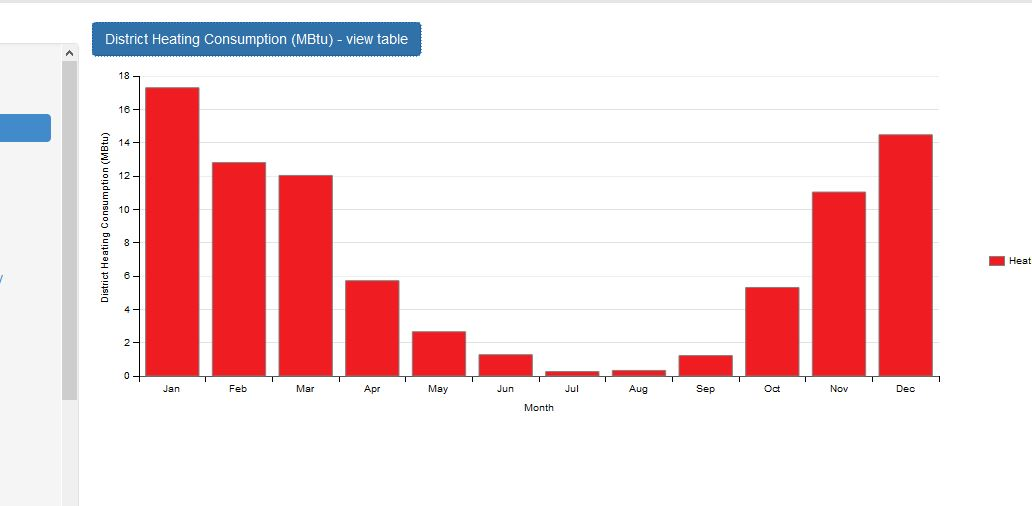 District Heating Consumption (MBtu) - view table
18
16
14
12
10
8
6
4
2
0
District Heating Consumption (MBtu)
Jan Feb Mar Apr May Jun Jul Aug Sep Oct Nov Dec
Month
Heat